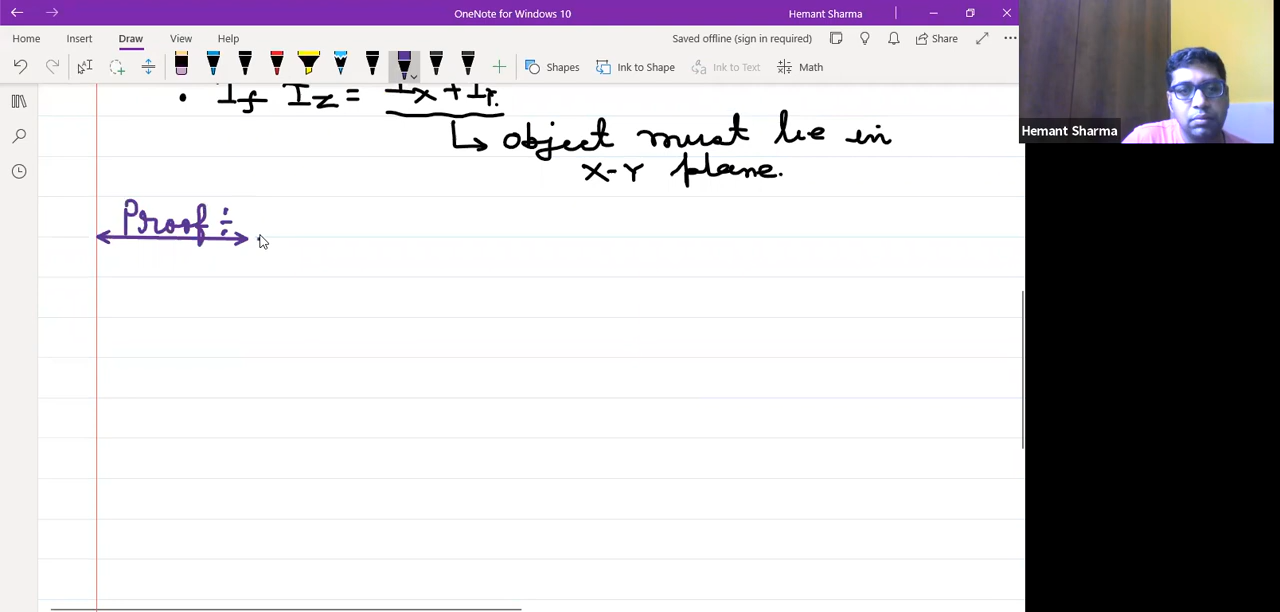 OneNote for Windows 10
Hemant Sharma
Home Insert Draw View Help
Saved offline (sign in required)
Share
Shapes
Ink to Shape
Ink to Text
Math
Hemant Sharma
• If Iz = Ix + Iy.
↳ object must lie in
X-Y plane.
Proof ÷